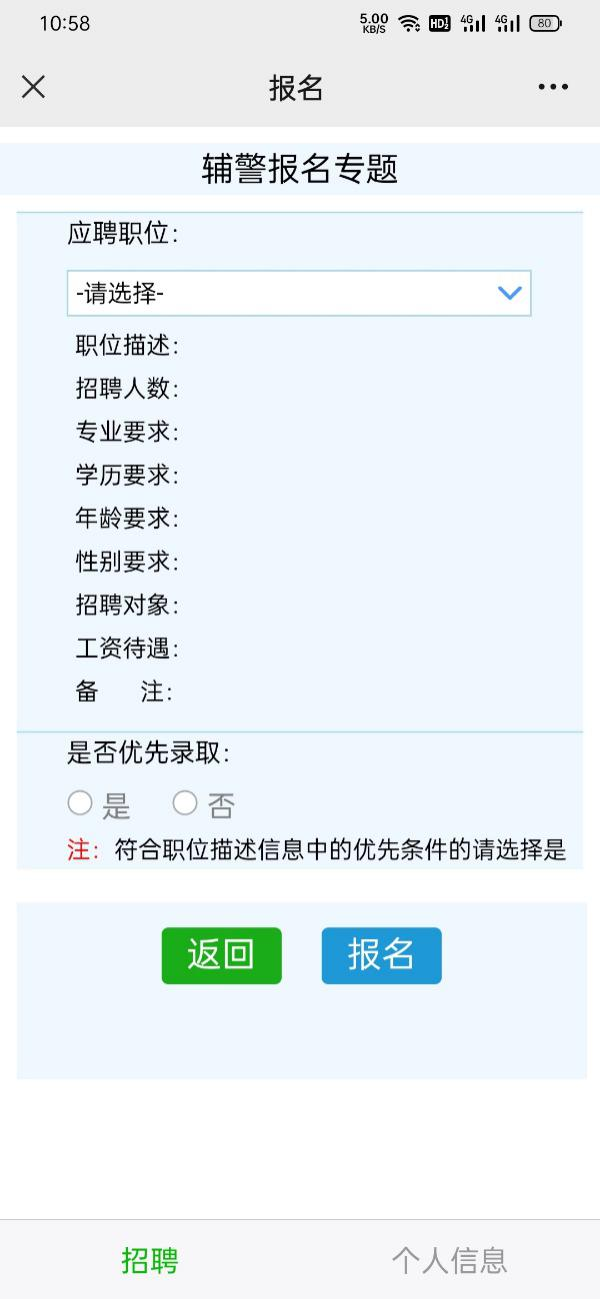 10:58 5.00 KB/S HD 4G 4G 80
报名
辅警报名专题
应聘职位：
-请选择-
职位描述：
招聘人数：
专业要求：
学历要求：
年龄要求：
性别要求：
招聘对象：
工资待遇：
备 注：
是否优先录取：
是 否
注：符合职位描述信息中的优先条件的请选择是
返回 报名
招聘 个人信息